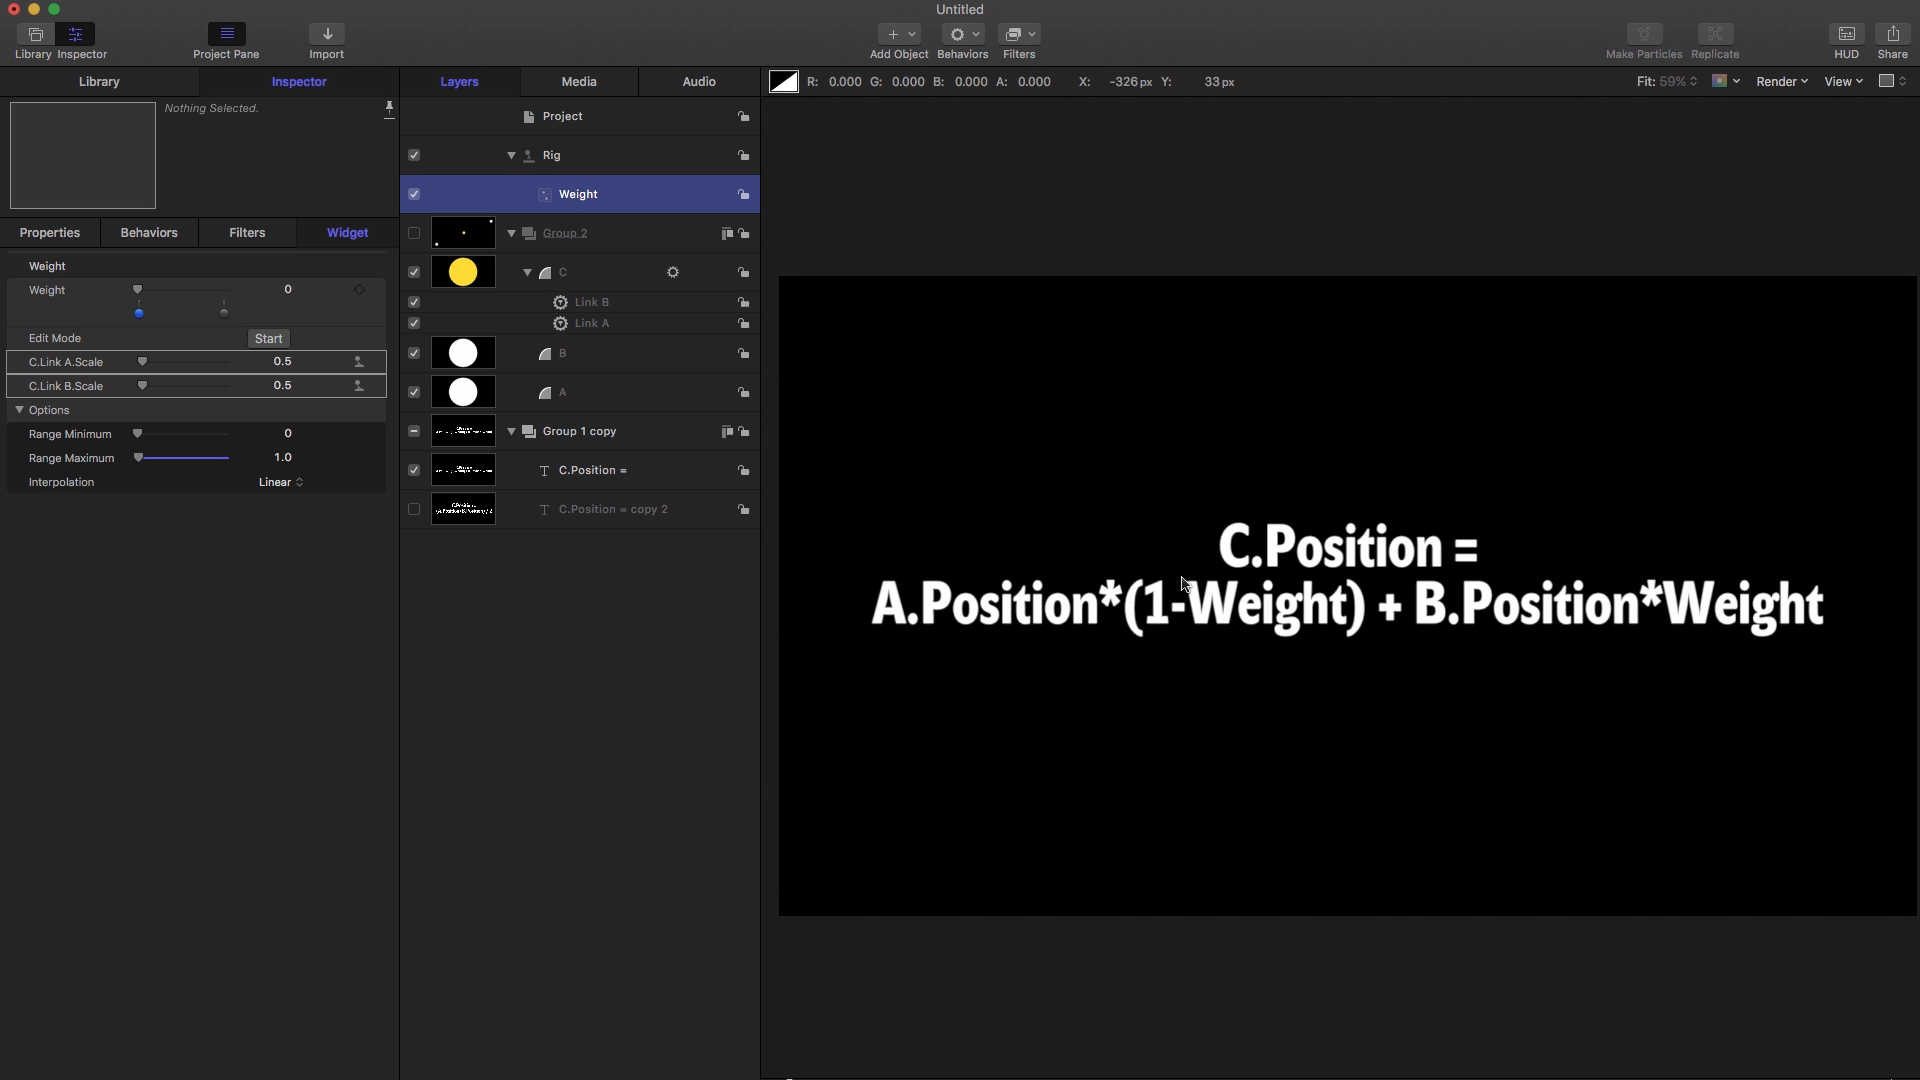 Untitled
Library Inspector
Project Pane
Import
Add Object
Behaviors
Filters
Make Particles
Replicate
HUD
Share
Library
Inspector
Layers
Media
Audio
R: 0.000 G: 0.000 B: 0.000 A: 0.000 X: -326 px Y: 33 px
Fit: 59%
Render
View
Nothing Selected.
Properties
Behaviors
Filters
Widget
Weight
Weight 0
Edit Mode Start
C.Link A.Scale 0.5
C.Link B.Scale 0.5
Options
Range Minimum 0
Range Maximum 1.0
Interpolation Linear
Project
Rig
Weight
Group 2
C
Link B
Link A
B
A
Group 1 copy
C.Position =
C.Position = copy 2
C.Position =
A.Position*(1-Weight) + B.Position*Weight